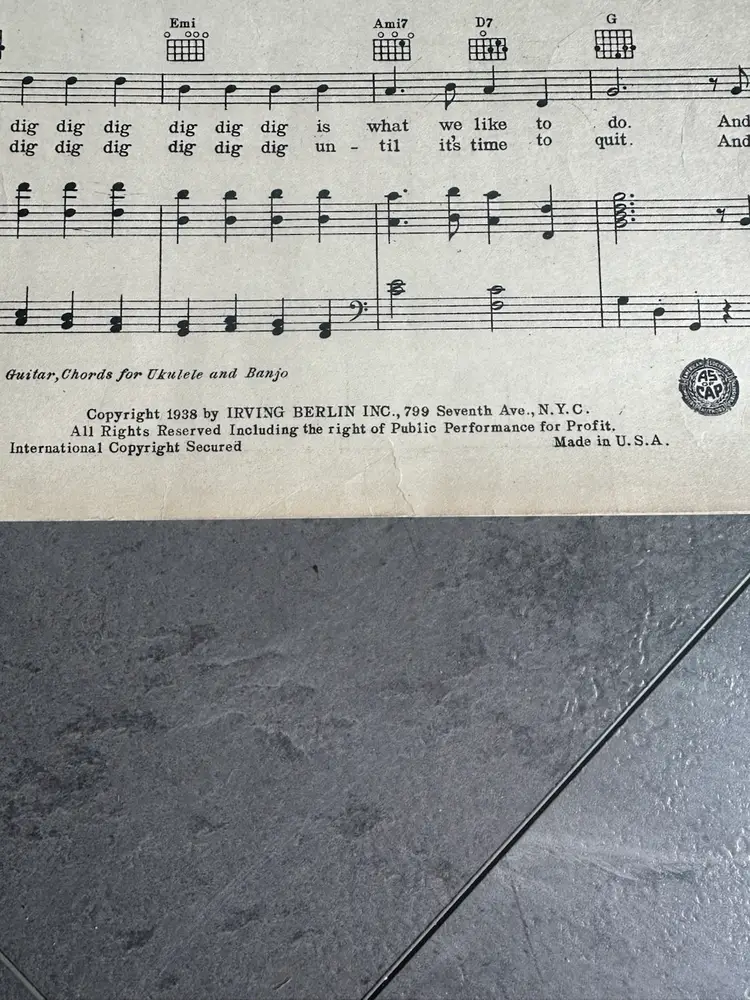 Emi Ami7 D7 G
dig dig dig dig dig dig is what we like to do. And
dig dig dig dig dig dig un - til it's time to quit. And
Guitar, Chords for Ukulele and Banjo
AS
OF
CAP
Copyright 1938 by IRVING BERLIN INC., 799 Seventh Ave., N.Y.C.
All Rights Reserved Including the right of Public Performance for Profit.
International Copyright Secured Made in U.S.A.